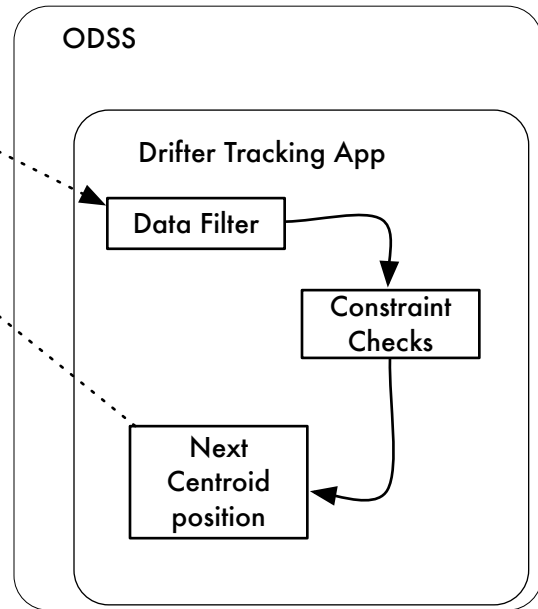 ODSS
Drifter Tracking App
Data Filter
Constraint
Checks
Next
Centroid
position